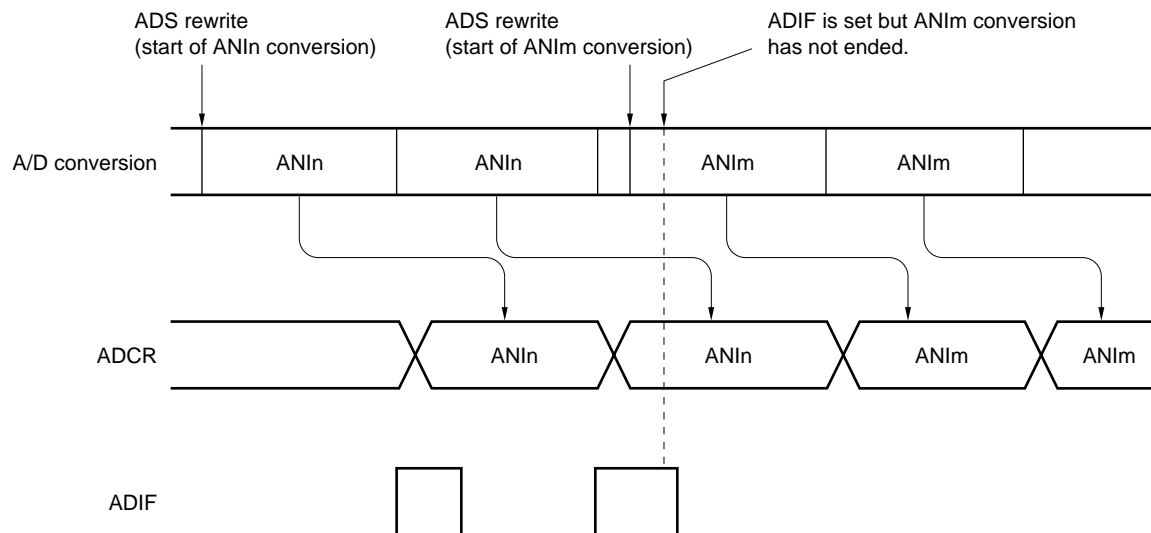 ADS rewrite
(start of ANIn conversion)
ADS rewrite
(start of ANIm conversion)
ADIF is set but ANIm conversion
has not ended.
A/D conversion
ANIn
ANIn
ANIm
ANIm
ADCR
ANIn
ANIn
ANIm
ANIm
ADIF